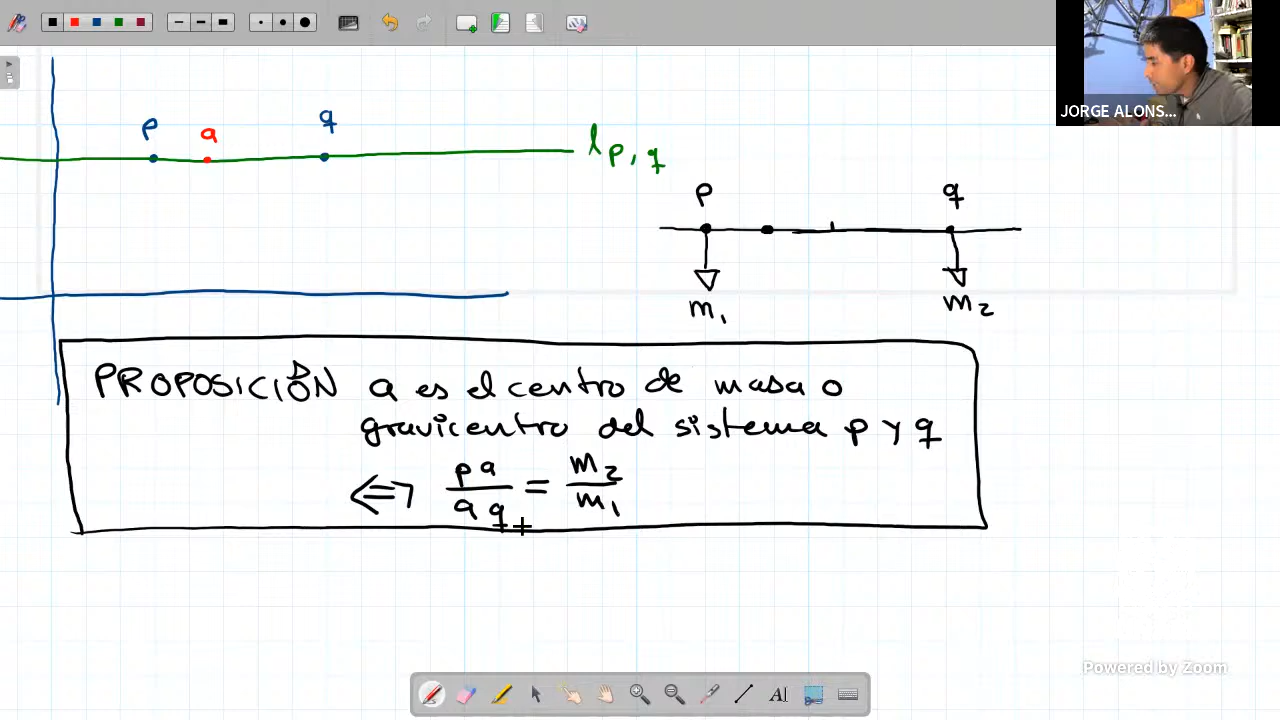 JORGE ALONS...
p a q
l p, q
p q
m1 m2
PROPOSICIÓN a es el centro de masa o
gravicentro del sistema p y q
⟺ pa/aq = m2/m1
Powered by Zoom
AI